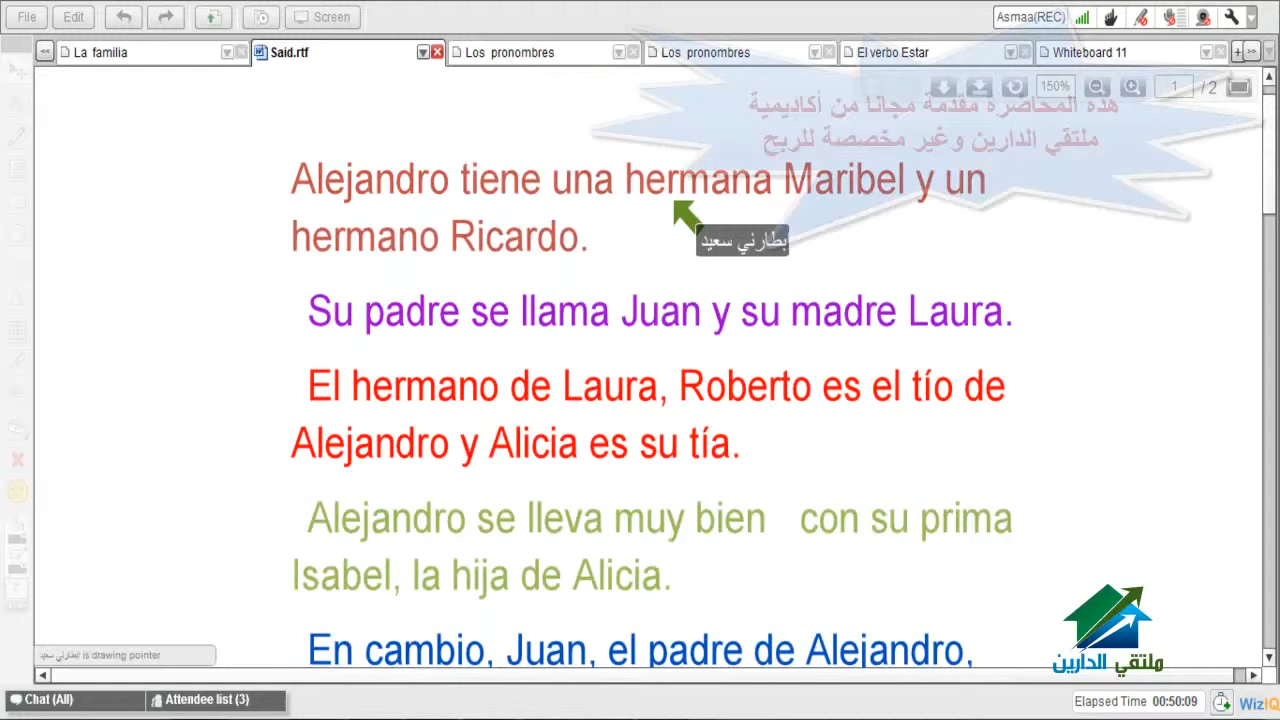 File Edit Screen Asmaa(REC)
La familia Said.rtf Los pronombres Los pronombres El verbo Estar Whiteboard 11
150% 1 / 2
هذه المحاضرة مقدمة مجانا من أكاديمية
ملتقي الدارين وغير مخصصة للربح
Alejandro tiene una hermana Maribel y un
hermano Ricardo.
بطارني سعيد
Su padre se llama Juan y su madre Laura.
El hermano de Laura, Roberto es el tío de
Alejandro y Alicia es su tía.
Alejandro se lleva muy bien con su prima
Isabel, la hija de Alicia.
En cambio, Juan, el padre de Alejandro,
is drawing pointer
ملتقي الدارين
Chat (All) Attendee list (3) Elapsed Time 00:50:09 WizIQ